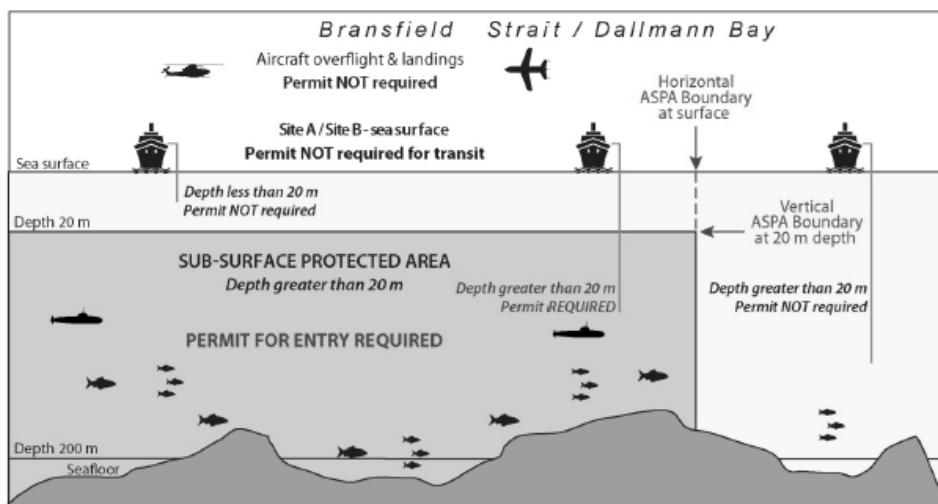 Bransfield Strait / Dallmann Bay
Aircraft overflight & landings
Permit NOT required
Horizontal
ASPA Boundary
at surface
Site A / Site B - sea surface
Permit NOT required for transit
Sea surface
Depth less than 20 m
Permit NOT required
Depth 20 m
Vertical
ASPA Boundary
at 20 m depth
SUB-SURFACE PROTECTED AREA
Depth greater than 20 m
Depth greater than 20 m
Permit REQUIRED
Depth greater than 20 m
Permit NOT required
PERMIT FOR ENTRY REQUIRED
Depth 200 m
Seafloor